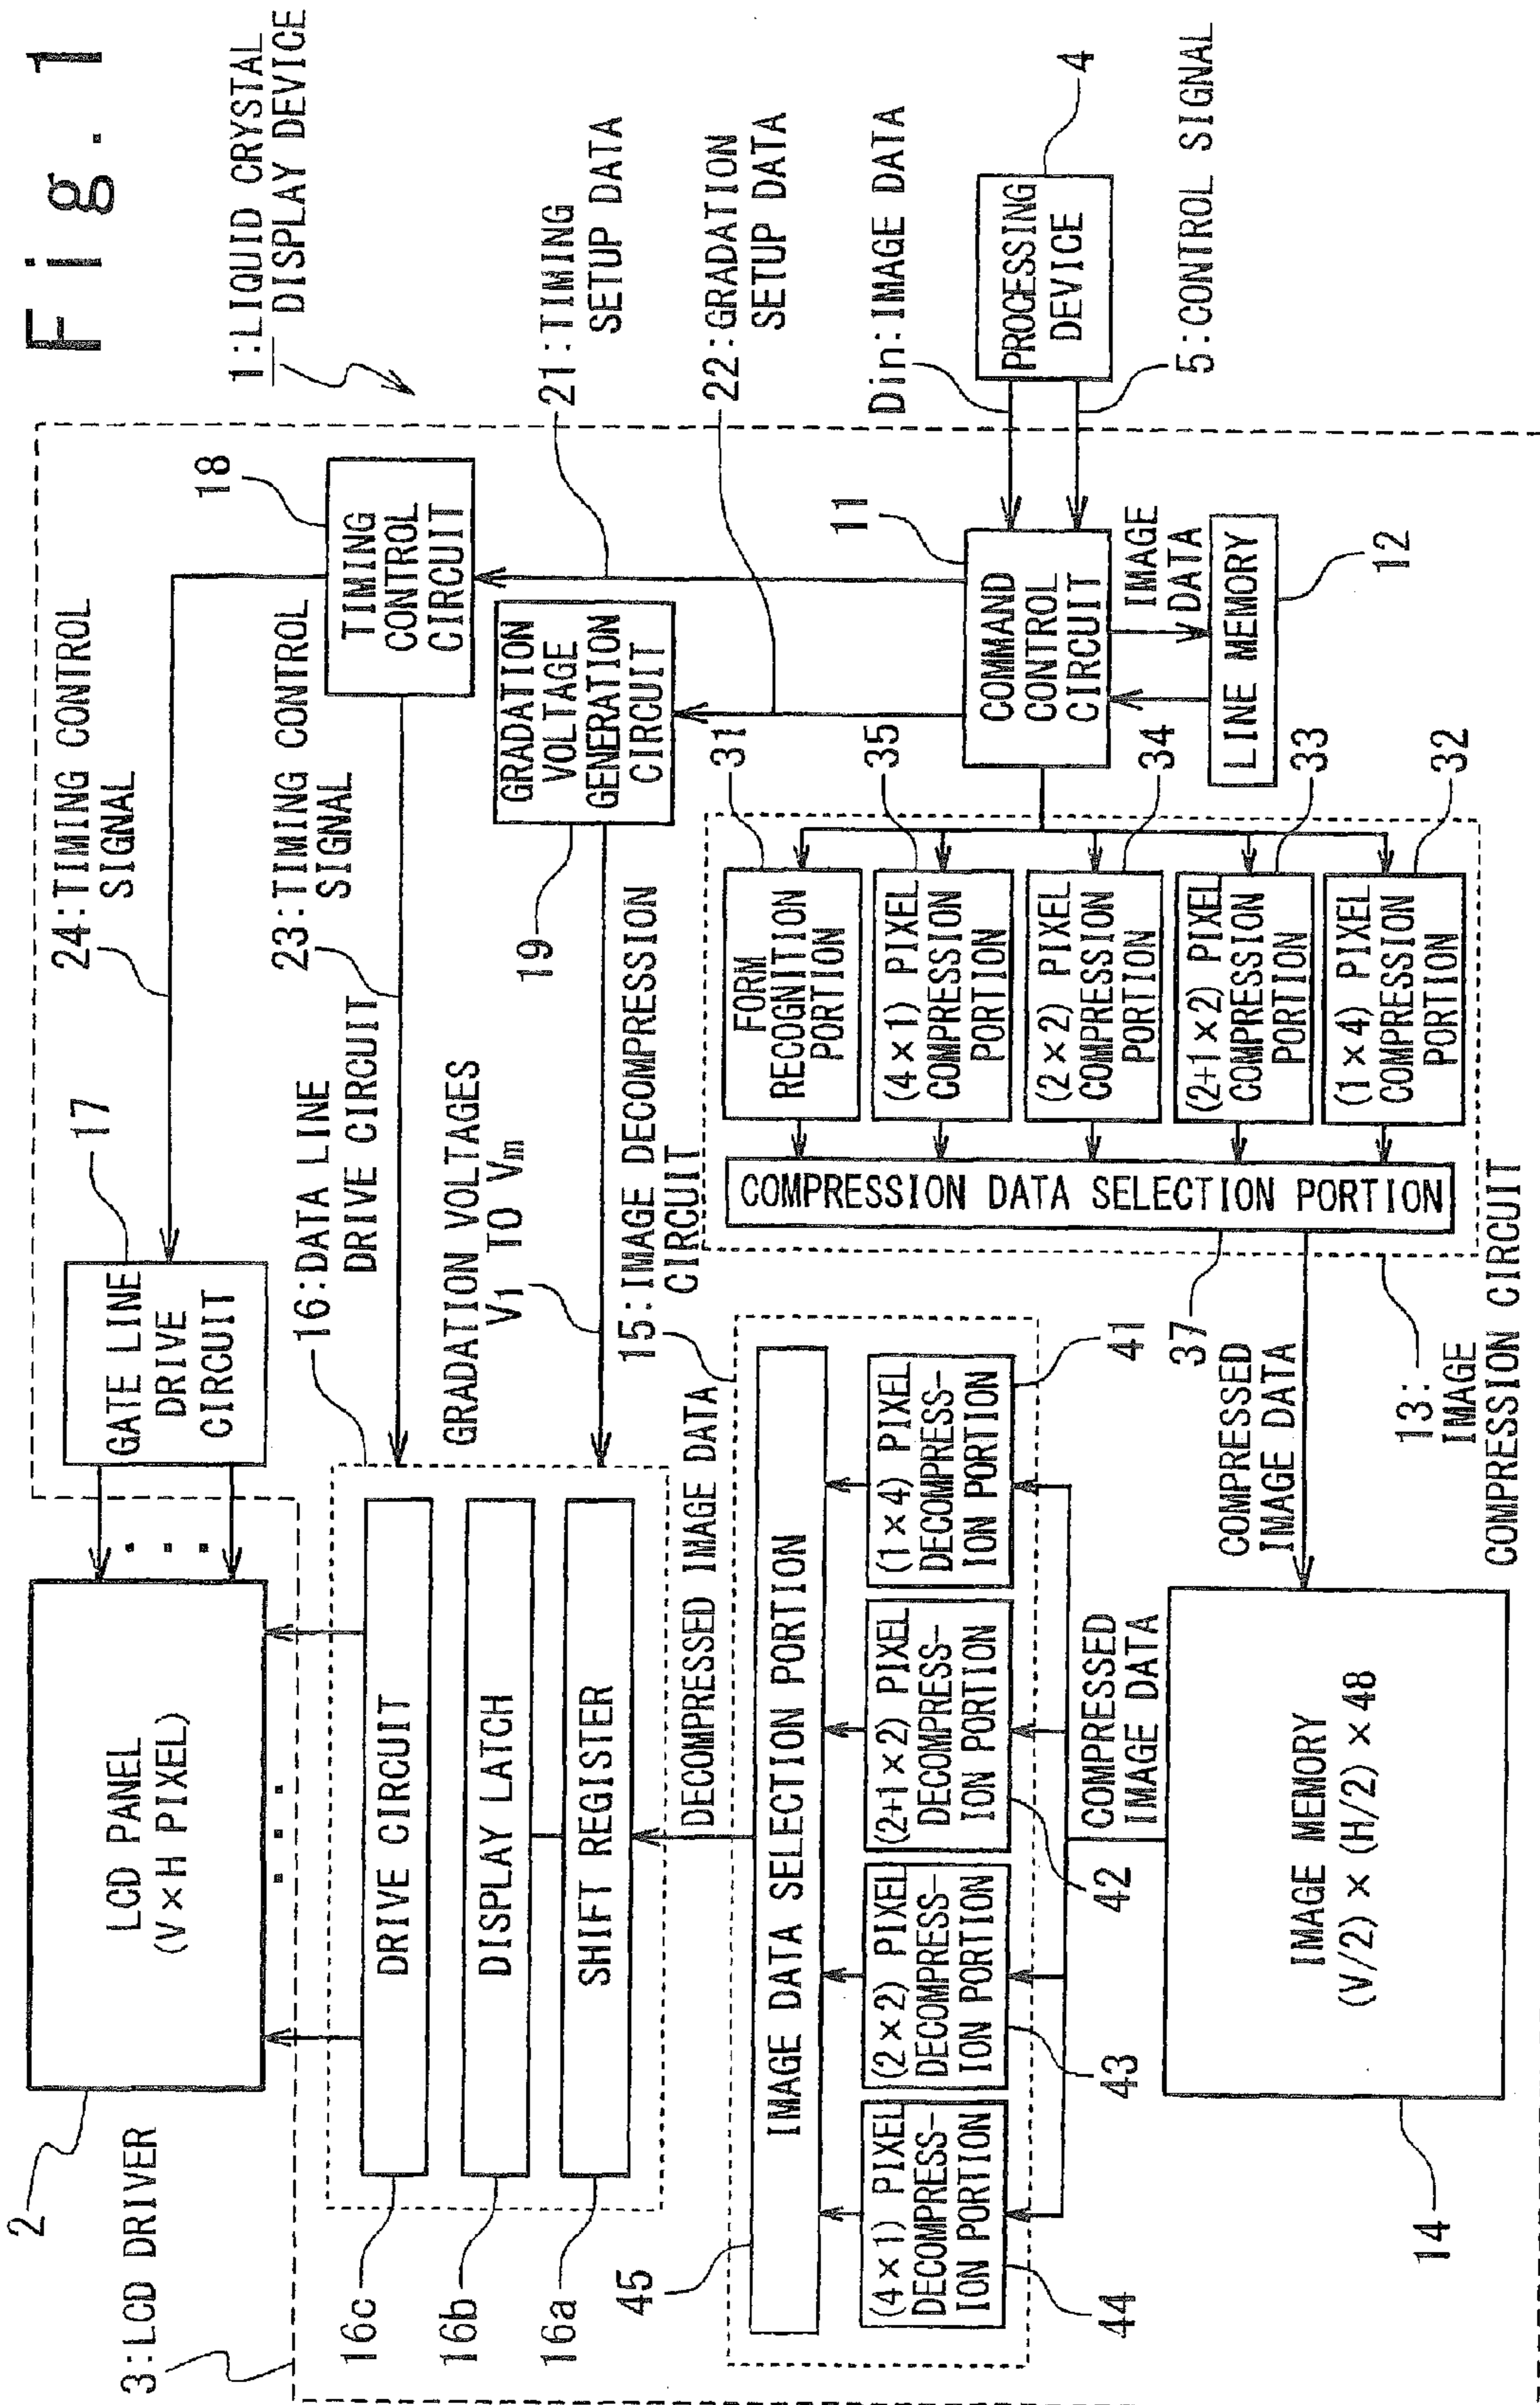 Fig. 1
1:LIQUID CRYSTAL
DISPLAY DEVICE
2
LCD PANEL
(V×H PIXEL)
3:LCD DRIVER
17
GATE LINE
DRIVE
CIRCUIT
24:TIMING CONTROL
SIGNAL
18
TIMING
CONTROL
CIRCUIT
23:TIMING CONTROL
SIGNAL
16:DATA LINE
DRIVE CIRCUIT
16c
DRIVE CIRCUIT
16b
DISPLAY LATCH
16a
SHIFT REGISTER
GRADATION VOLTAGES
V1 TO Vm
19
GRADATION
VOLTAGE
GENERATION
CIRCUIT
21:TIMING
SETUP DATA
22:GRADATION
SETUP DATA
DECOMPRESSED IMAGE DATA
15:IMAGE DECOMPRESSION
CIRCUIT
45
IMAGE DATA SELECTION PORTION
(4×1) PIXEL
DECOMPRESS-
ION PORTION
44
(2×2) PIXEL
DECOMPRESS-
ION PORTION
43
(2+1×2) PIXEL
DECOMPRESS-
ION PORTION
42
(1×4) PIXEL
DECOMPRESS-
ION PORTION
41
COMPRESSED
IMAGE DATA
14
IMAGE MEMORY
(V/2)×(H/2)×48
COMPRESSED
IMAGE DATA
37
COMPRESSION DATA SELECTION PORTION
13:
IMAGE
COMPRESSION CIRCUIT
FORM
RECOGNITION
PORTION
31
(4×1) PIXEL
COMPRESSION
PORTION
35
(2×2) PIXEL
COMPRESSION
PORTION
34
(2+1×2) PIXEL
COMPRESSION
PORTION
33
(1×4) PIXEL
COMPRESSION
PORTION
32
11
COMMAND
CONTROL
CIRCUIT
IMAGE
DATA
LINE MEMORY
12
Din:IMAGE DATA
PROCESSING
DEVICE
4
5:CONTROL SIGNAL